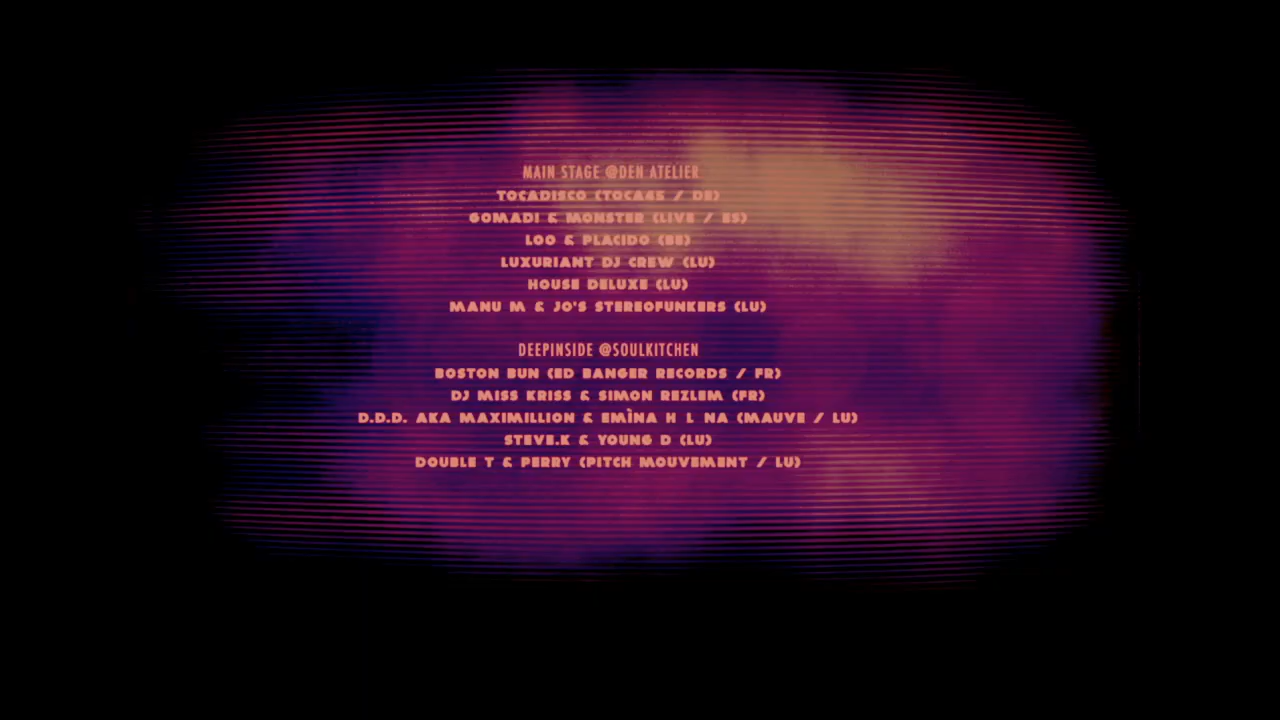 MAIN STAGE @DEN ATELIER
TOCADISCO (TOCA45 / DE)
GOMADI & MONSTER (LIVE / ES)
LOO & PLACIDO (BE)
LUXURIANT DJ CREW (LU)
HOUSE DELUXE (LU)
MANU M & JO'S STEREOFUNKERS (LU)
DEEPINSIDE @SOULKITCHEN
BOSTON BUN (ED BANGER RECORDS / FR)
DJ MISS KRISS & SIMON REZLEM (FR)
D.D.D. AKA MAXIMILLION & EMÌNA H L NA (MAUVE / LU)
STEVE.K & YOUNG D (LU)
DOUBLE T & PERRY (PITCH MOUVEMENT / LU)